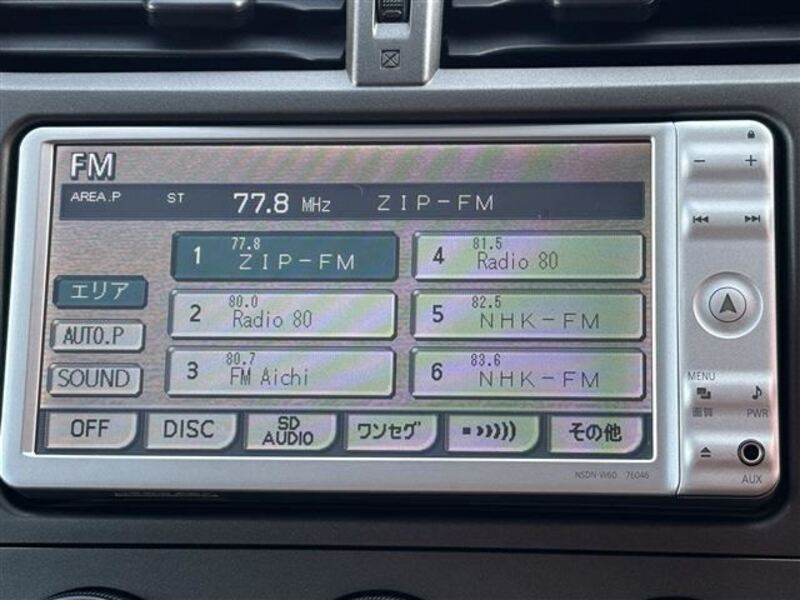 FM
AREA.P ST 77.8 MHz ZIP-FM
1 77.8 ZIP-FM
4 81.5 Radio 80
エリア
2 80.0 Radio 80
5 82.5 NHK-FM
AUTO.P
3 80.7 FM Aichi
6 83.6 NHK-FM
SOUND
OFF DISC SD AUDIO ワンセグ その他
− +
MENU
画質 PWR
AUX
NSDN-W60 76046